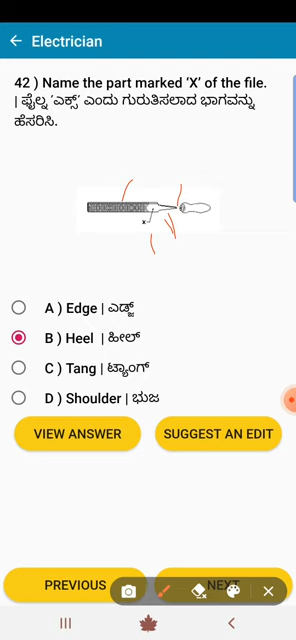 Electrician
42 ) Name the part marked ‘X’ of the file.
| ಫೈಲ್ನ ‘ಎಕ್ಸ್’ ಎಂದು ಗುರುತಿಸಲಾದ ಭಾಗವನ್ನು
ಹೆಸರಿಸಿ.
x
A ) Edge | ಎಡ್ಜ್
B ) Heel | ಹೀಲ್
C ) Tang | ಟ್ಯಾಂಗ್
D ) Shoulder | ಭುಜ
VIEW ANSWER
SUGGEST AN EDIT
PREVIOUS
NEXT